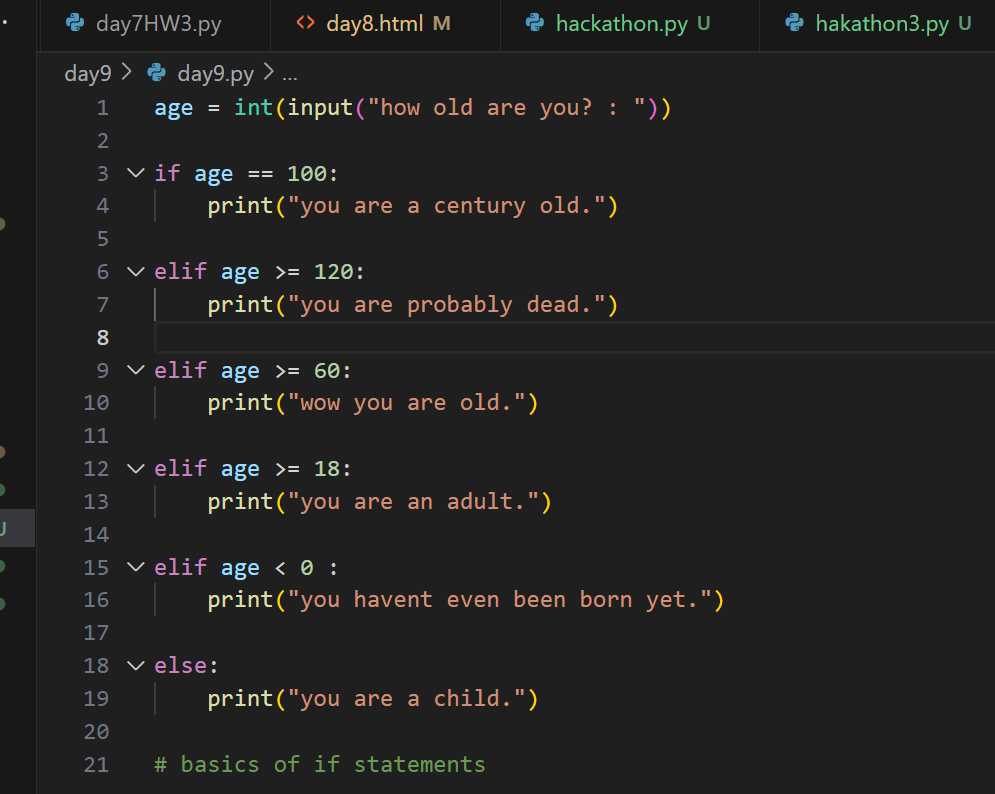 day7HW3.py day8.html M hackathon.py U hakathon3.py U
day9 > day9.py > ...
1 age = int(input("how old are you? : "))
2
3 if age == 100:
4     print("you are a century old.")
5
6 elif age >= 120:
7     print("you are probably dead.")
8
9 elif age >= 60:
10     print("wow you are old.")
11
12 elif age >= 18:
13     print("you are an adult.")
14
15 elif age < 0 :
16     print("you havent even been born yet.")
17
18 else:
19     print("you are a child.")
20
21 # basics of if statements
U